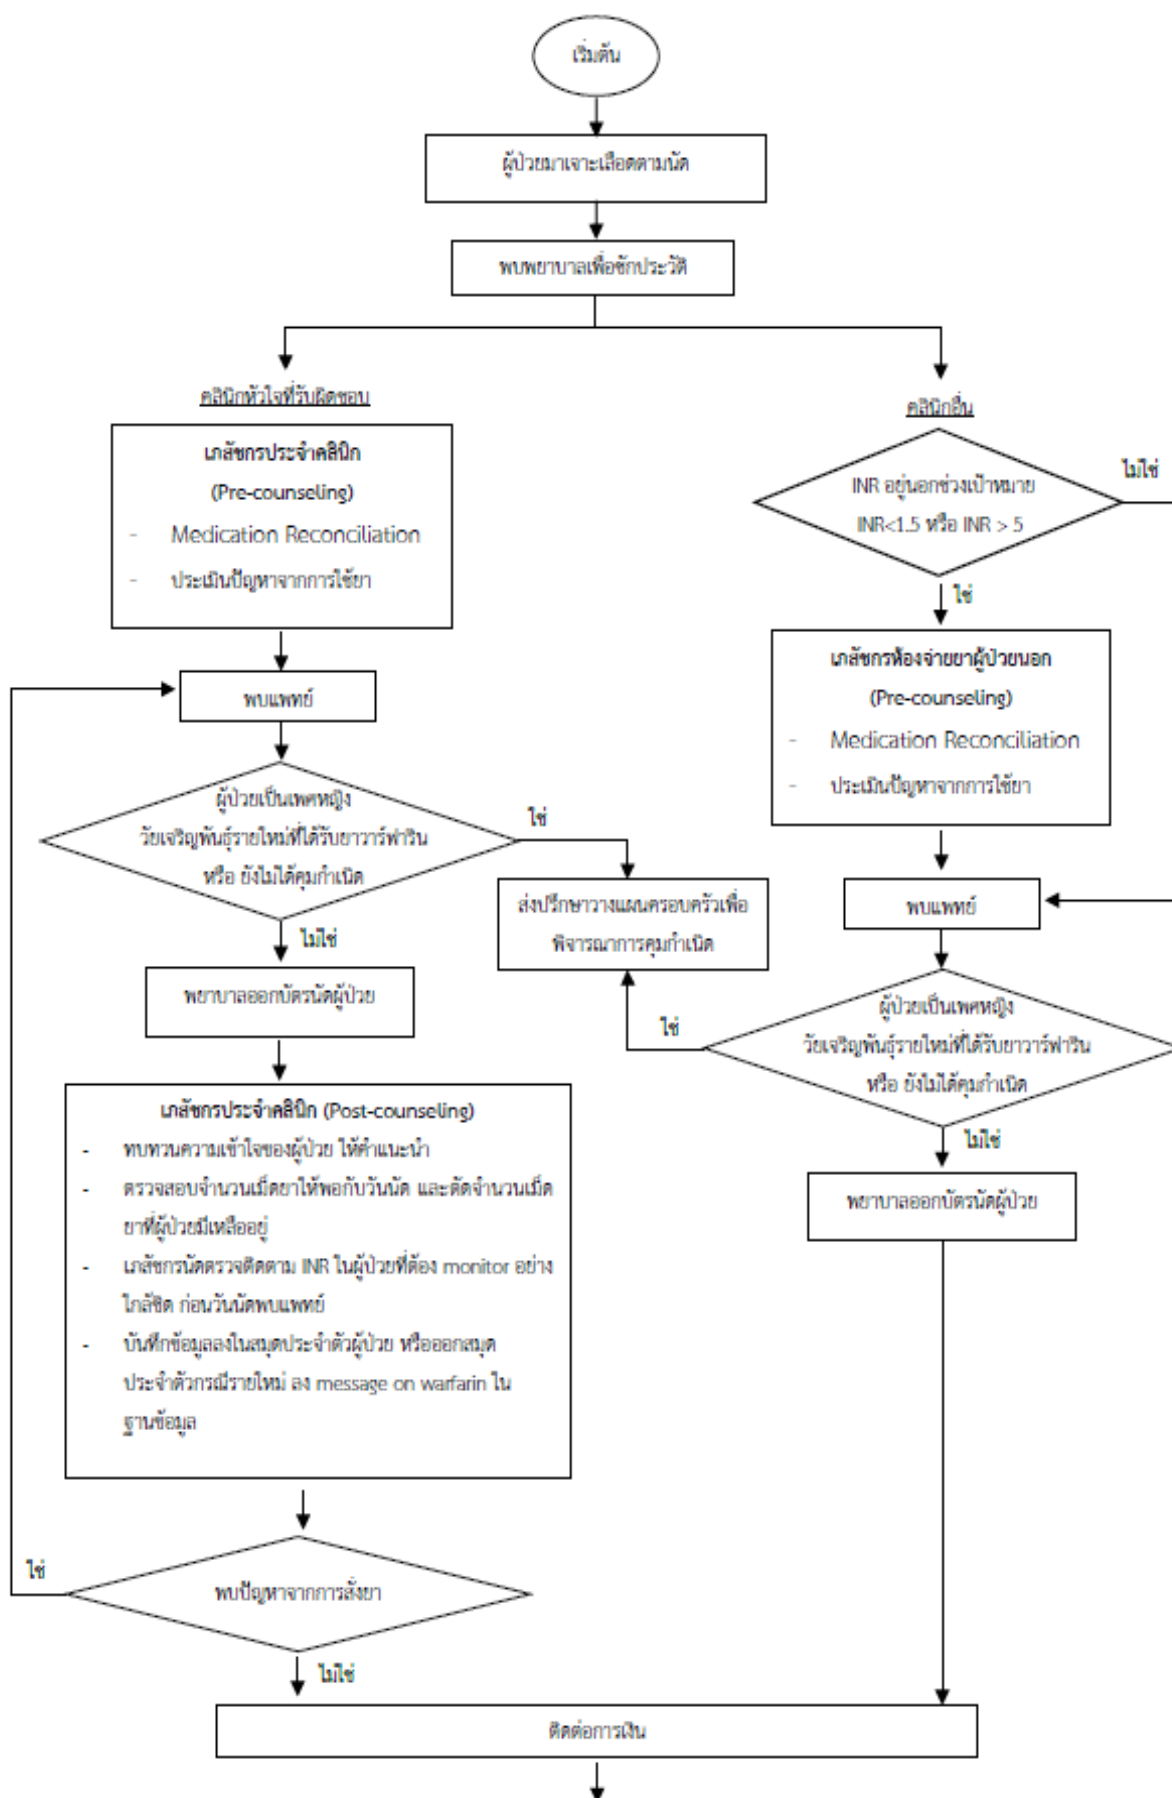 เริ่มต้น
ผู้ป่วยมาเจาะเลือดตามนัด
พบพยาบาลเพื่อซักประวัติ
คลินิกหัวใจที่รับผิดชอบ
เภสัชกรประจำคลินิก
(Pre-counseling)
- Medication Reconciliation
- ประเมินปัญหาจากการใช้ยา
พบแพทย์
ผู้ป่วยเป็นเพศหญิง
วัยเจริญพันธุ์รายใหม่ที่ได้รับยาวาร์ฟาริน
หรือ ยังไม่ได้คุมกำเนิด
ใช่
ไม่ใช่
พยาบาลออกบัตรนัดผู้ป่วย
เภสัชกรประจำคลินิก (Post-counseling)
- ทบทวนความเข้าใจของผู้ป่วย ให้คำแนะนำ
- ตรวจสอบจำนวนเม็ดยาให้พอกับวันนัด และตัดจำนวนเม็ด
ยาที่ผู้ป่วยมีเหลืออยู่
- เภสัชกรนัดตรวจติดตาม INR ในผู้ป่วยที่ต้อง monitor อย่าง
ใกล้ชิด ก่อนวันนัดพบแพทย์
- บันทึกข้อมูลลงในสมุดประจำตัวผู้ป่วย หรือออกสมุด
ประจำตัวกรณีรายใหม่ ลง message on warfarin ใน
ฐานข้อมูล
พบปัญหาจากการสั่งยา
ใช่
ไม่ใช่
ส่งปรึกษาวางแผนครอบครัวเพื่อ
พิจารณาการคุมกำเนิด
คลินิกอื่น
INR อยู่นอกช่วงเป้าหมาย
INR<1.5 หรือ INR > 5
ไม่ใช่
ใช่
เภสัชกรห้องจ่ายยาผู้ป่วยนอก
(Pre-counseling)
- Medication Reconciliation
- ประเมินปัญหาจากการใช้ยา
พบแพทย์
ผู้ป่วยเป็นเพศหญิง
วัยเจริญพันธุ์รายใหม่ที่ได้รับยาวาร์ฟาริน
หรือ ยังไม่ได้คุมกำเนิด
ใช่
ไม่ใช่
พยาบาลออกบัตรนัดผู้ป่วย
ติดต่อการเงิน